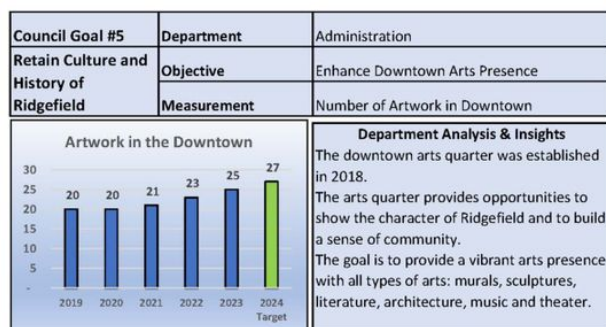 Council Goal #5
Department
Administration
Retain Culture and
History of
Ridgefield
Objective
Enhance Downtown Arts Presence
Measurement
Number of Artwork in Downtown
Artwork in the Downtown
30
25
20
15
10
5
-
20
20
21
23
25
27
2019
2020
2021
2022
2023
2024
Target
Department Analysis & Insights
The downtown arts quarter was established
in 2018.
The arts quarter provides opportunities to
show the character of Ridgefield and to build
a sense of community.
The goal is to provide a vibrant arts presence
with all types of arts: murals, sculptures,
literature, architecture, music and theater.